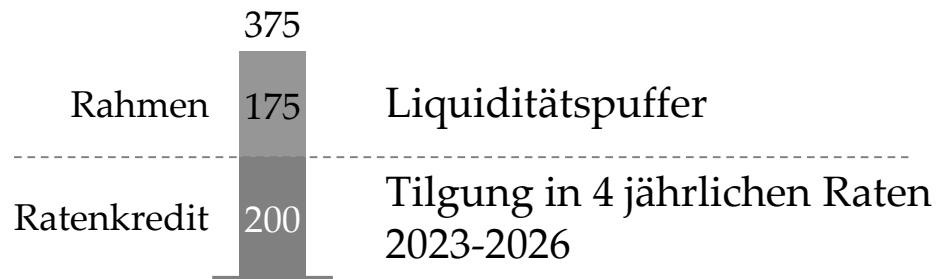 375
Rahmen 175 Liquiditätspuffer
Ratenkredit 200 Tilgung in 4 jährlichen Raten
2023-2026